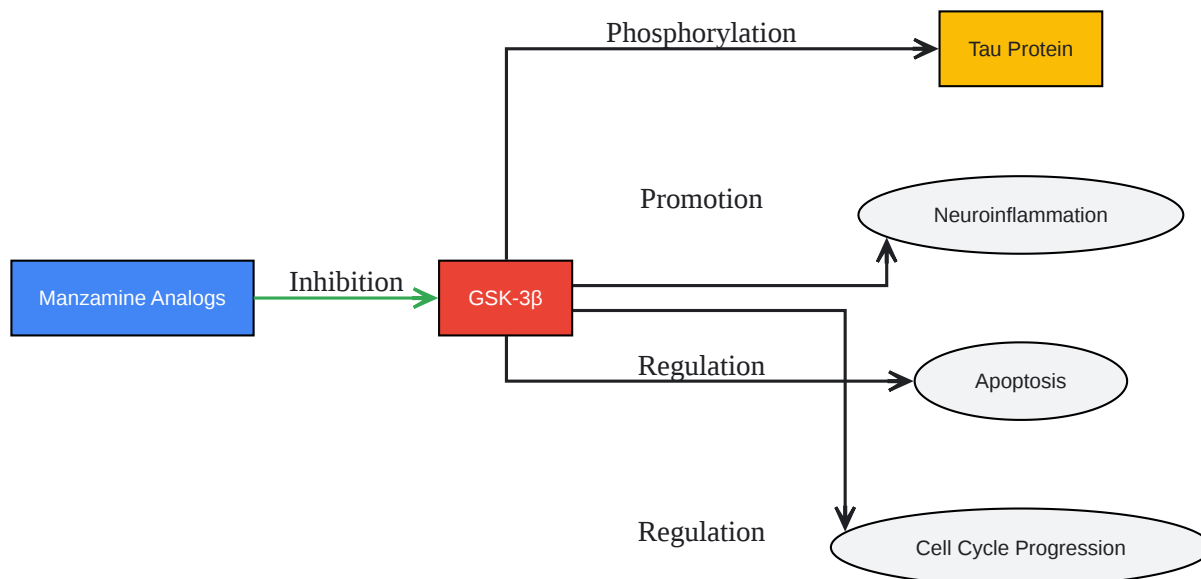 Phosphorylation
Tau Protein
Promotion
Neuroinflammation
Manzamine Analogs
Inhibition
GSK-3β
Regulation
Apoptosis
Regulation
Cell Cycle Progression